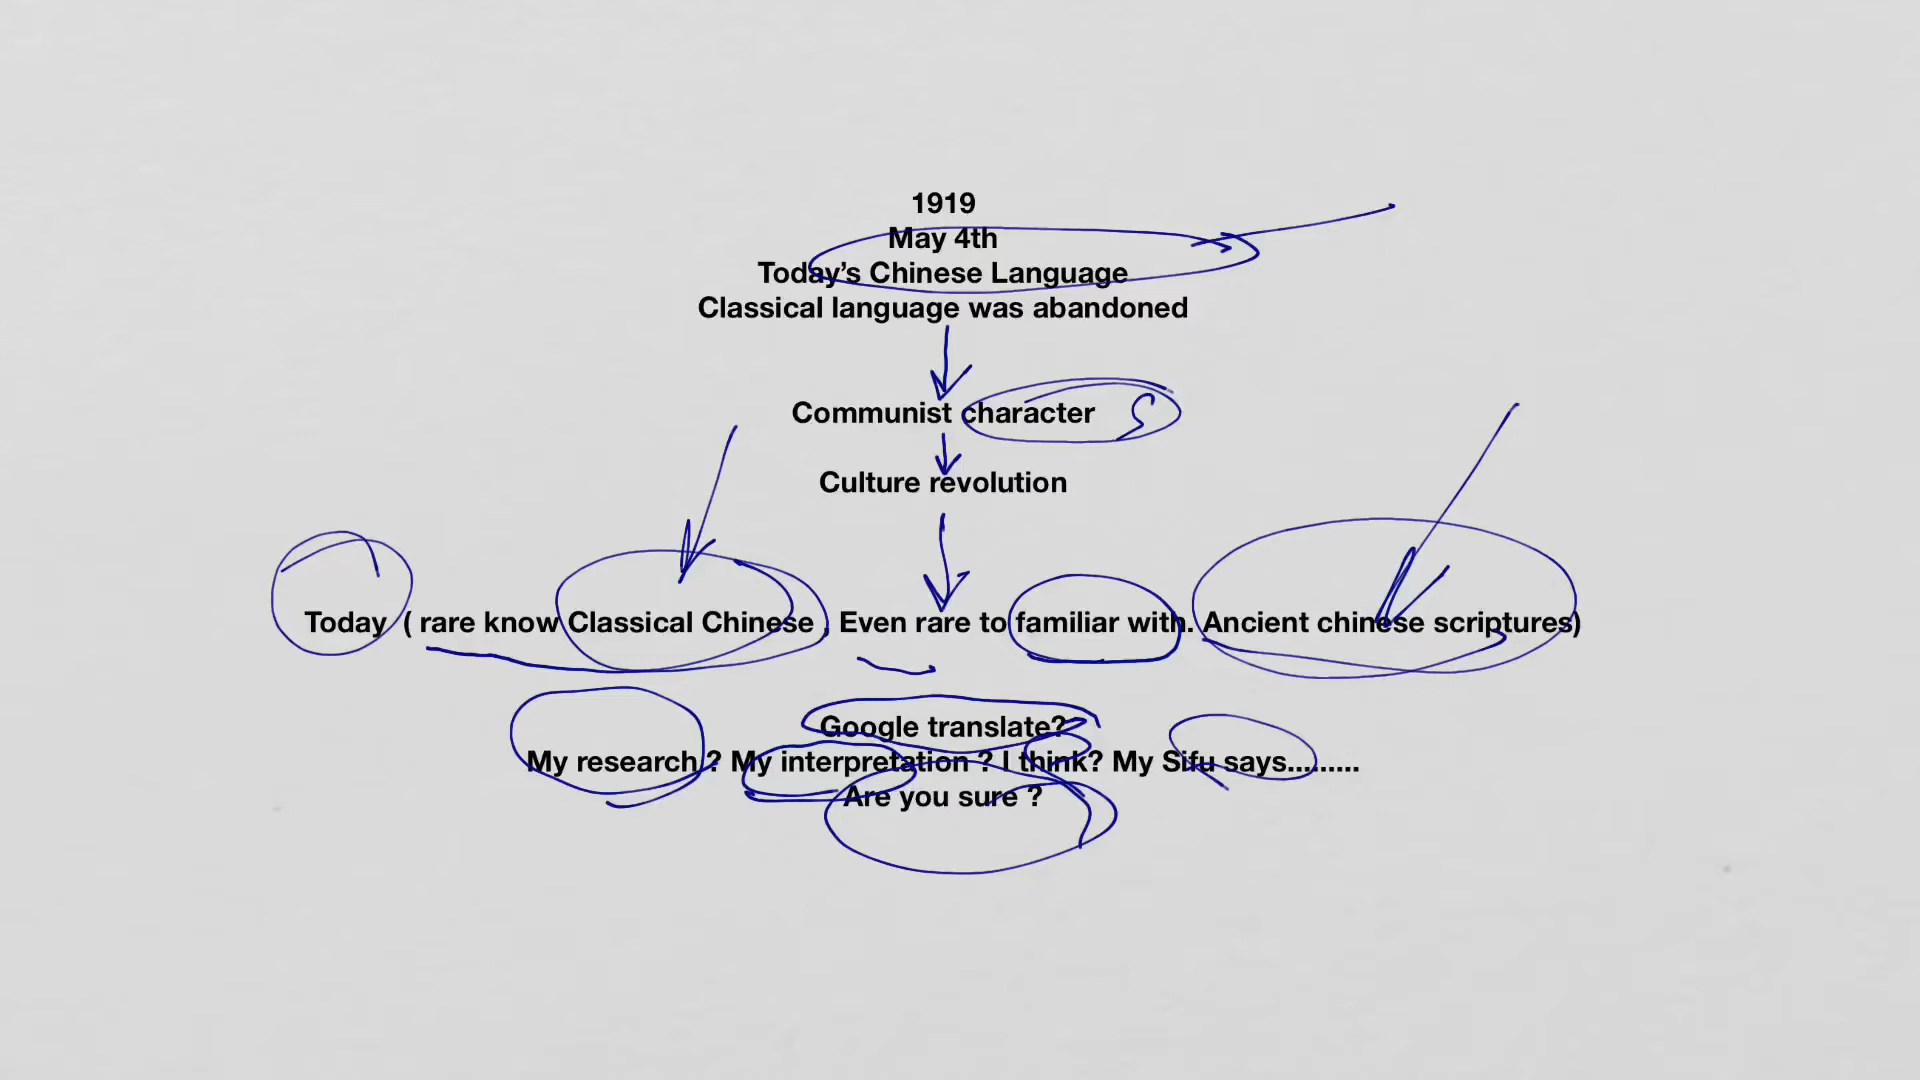 1919
May 4th
Today’s Chinese Language
Classical language was abandoned
Communist character s
Culture revolution
Today ( rare know Classical Chinese , Even rare to familiar with. Ancient chinese scriptures)
Google translate?
My research ? My interpretation ? I think? My Sifu says.........
Are you sure ?